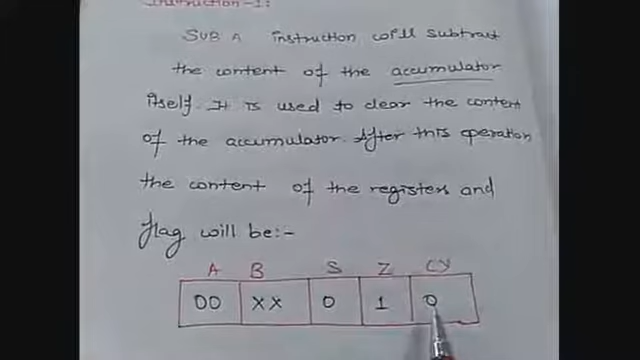 Instruction-1:
SUB A instruction will subtract
the content of the accumulator
itself. It is used to clear the content
of the accumulator. After this operation
the content of the registers and
flag will be:-
A B S Z CY
00 XX 0 1 0